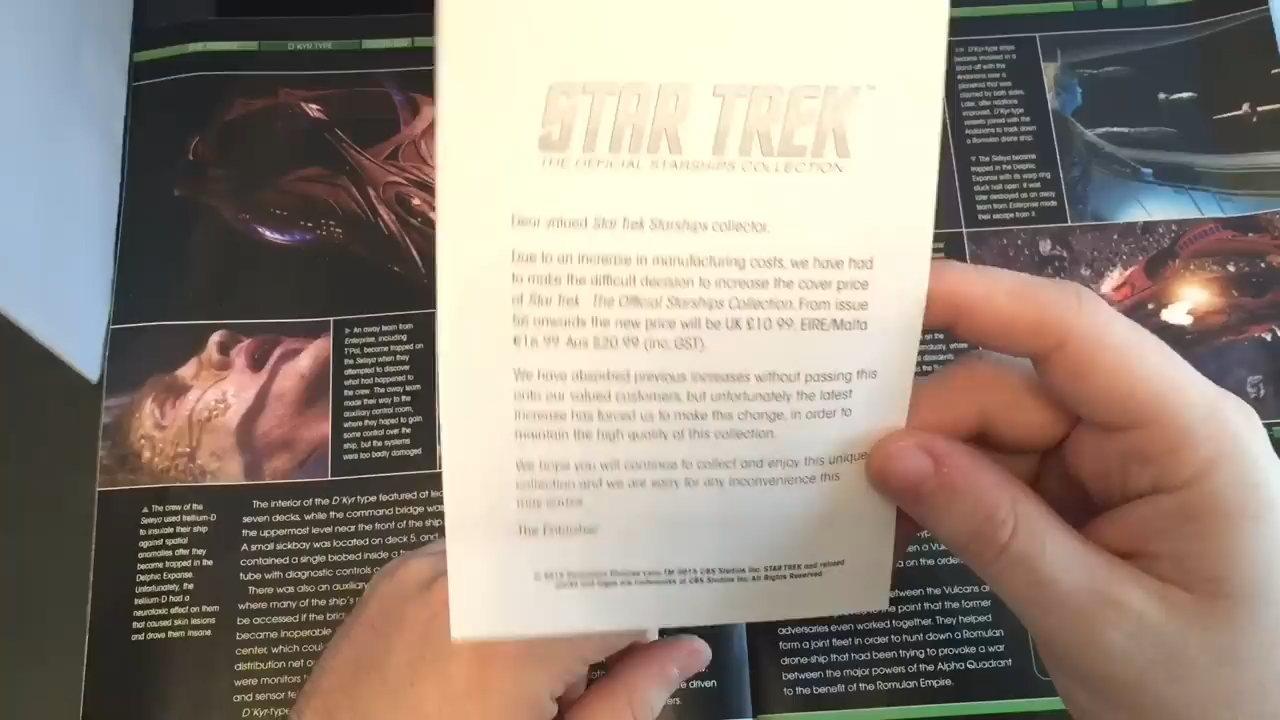 D'KYR TYPE
STAR TREK™
THE OFFICIAL STARSHIPS COLLECTION
Dear valued Star Trek Starships collector,
Due to an increase in manufacturing costs, we have had
to make the difficult decision to increase the cover price
of Star Trek The Official Starships Collection. From issue
onwards the new price will be UK £10.99, EIRE/Malta
€16.99 Aus $20.99 (inc. GST).
We have absorbed previous increases without passing this
onto our valued customers, but unfortunately the latest
increase has forced us to make this change, in order to
maintain the high quality of this collection.
We hope you will continue to collect and enjoy this unique
collection and we are sorry for any inconvenience this
may cause.
The Publisher
CBS Studios Inc. STAR TREK and related
marks and logos are trademarks of CBS Studios Inc. All Rights Reserved
▷ An away team from
Enterprise, including
T'Pol, became trapped on
the Seleya when they
attempted to discover
what had happened to
the crew. The away team
made their way to the
auxiliary control room,
where they hoped to gain
some control over the
ship, but the systems
were too badly damaged.
▲ The crew of the
Seleya used trellium-D
to insulate their ship
against spatial
anomalies after they
became trapped in the
Delphic Expanse.
Unfortunately, the
trellium-D had a
neurotoxic effect on them
that caused skin lesions
and drove them insane.
The interior of the D'Kyr type featured at
seven decks, while the command bridge
the uppermost level near the front of the ship.
A small sickbay was located on deck 5, and
contained a single biobed inside a
tube with diagnostic controls
There was also an auxiliary
where many of the ship's
be accessed if the
became inoperable
center, which
distribution net
were monitors
and sensor
D'Kyr-type
D'Kyr-type ships
became involved in a
stand-off with the
Andorians over a
planetoid that was
claimed by both sides.
Later, after relations
improved, D'Kyr-type
vessels joined with the
Andorians to track down
a Romulan drone ship.
▼ The Seleya became
trapped in the Delphic
Expanse with its warp ring
stuck half open. It was
later destroyed as an away
team from Enterprise made
their escape from it.
on the
where
dissidents
driven
on the
between the Vulcans
the point that the former
adversaries even worked together. They helped
form a joint fleet in order to hunt down a Romulan
drone-ship that had been trying to provoke a war
between the major powers of the Alpha Quadrant
to the benefit of the Romulan Empire.